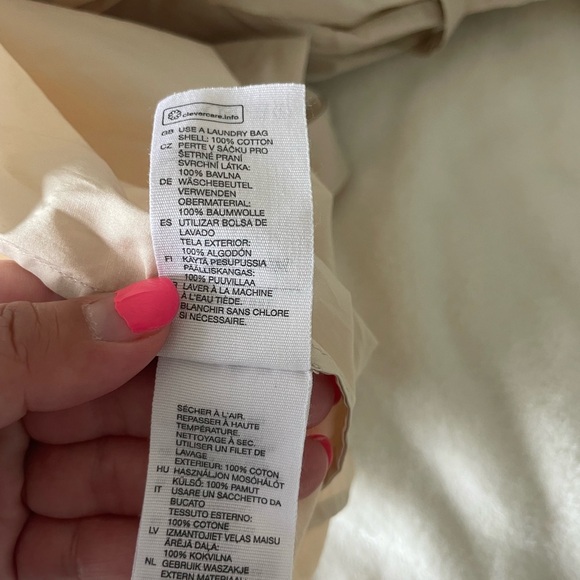 clevercare.info
GB USE A LAUNDRY BAG
SHELL: 100% COTTON
CZ PERTE V SÁČKU PRO
ŠETRNÉ PRANÍ
SVRCHNÍ LÁTKA:
100% BAVLNA
DE WÄSCHEBEUTEL
VERWENDEN
OBERMATERIAL:
100% BAUMWOLLE
ES UTILIZAR BOLSA DE
LAVADO
TELA EXTERIOR:
100% ALGODÓN
FI KÄYTÄ PESUPUSSIA
PÄÄLLISKANGAS:
100% PUUVILLAA
LAVER À LA MACHINE
À L'EAU TIÈDE.
BLANCHIR SANS CHLORE
SI NÉCESSAIRE.
SÉCHER À L'AIR.
REPASSER À HAUTE
TEMPÉRATURE.
NETTOYAGE À SEC.
UTILISER UN FILET DE
LAVAGE
EXTERIEUR: 100% COTON
HU HASZNÁLJON MOSÓHÁLÓT
KÜLSŐ: 100% PAMUT
IT USARE UN SACCHETTO DA
BUCATO
TESSUTO ESTERNO:
100% COTONE
LV IZMANTOJIET VEĻAS MAISU
ĀRĒJĀ DAĻA:
100% KOKVILNA
NL GEBRUIK WASZAKJE
EXTERN MATERIAAL